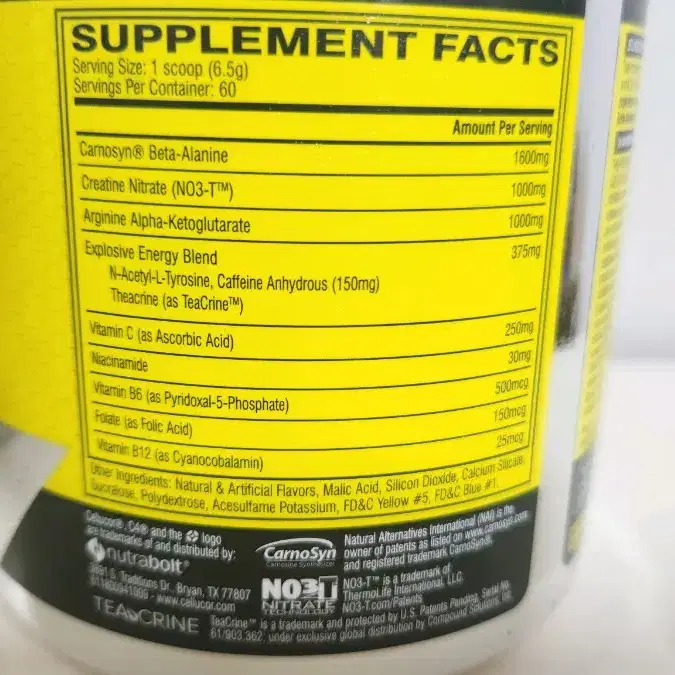 SUPPLEMENT FACTS
Serving Size: 1 scoop (6.5g)
Servings Per Container: 60
Amount Per Serving
Carnosyn® Beta-Alanine 1600mg
Creatine Nitrate (NO3-T™) 1000mg
Arginine Alpha-Ketoglutarate 1000mg
Explosive Energy Blend 375mg
N-Acetyl-L-Tyrosine, Caffeine Anhydrous (150mg)
Theacrine (as TeaCrine™)
Vitamin C (as Ascorbic Acid) 250mg
Niacinamide 30mg
Vitamin B6 (as Pyridoxal-5-Phosphate) 500mcg
Folate (as Folic Acid) 150mcg
Vitamin B12 (as Cyanocobalamin) 25mcg
Other Ingredients: Natural & Artificial Flavors, Malic Acid, Silicon Dioxide, Calcium Silicate,
Sucralose, Polydextrose, Acesulfame Potassium, FD&C Yellow #5, FD&C Blue #1.
Cellucor®, C4® and the logo
are trademarks of and distributed by:
nutrabolt®
S. Traditions Dr., Bryan, TX 77807
www.cellucor.com
CarnoSyn
Natural Alternatives International (NAI) is the
owner of patents as listed on www.carnosyn.com
and registered trademark CarnoSyn®.
NO3-T
NITRATE
TECHNOLOGY
NO3-T™ is a trademark of
ThermoLife International, LLC.
NO3-T.com/Patents
TEACRINE
TeaCrine™ is a trademark and protected by U.S. Patents Pending, Serial No.
61/903,362, under exclusive global distribution by Compound Solutions, Inc.